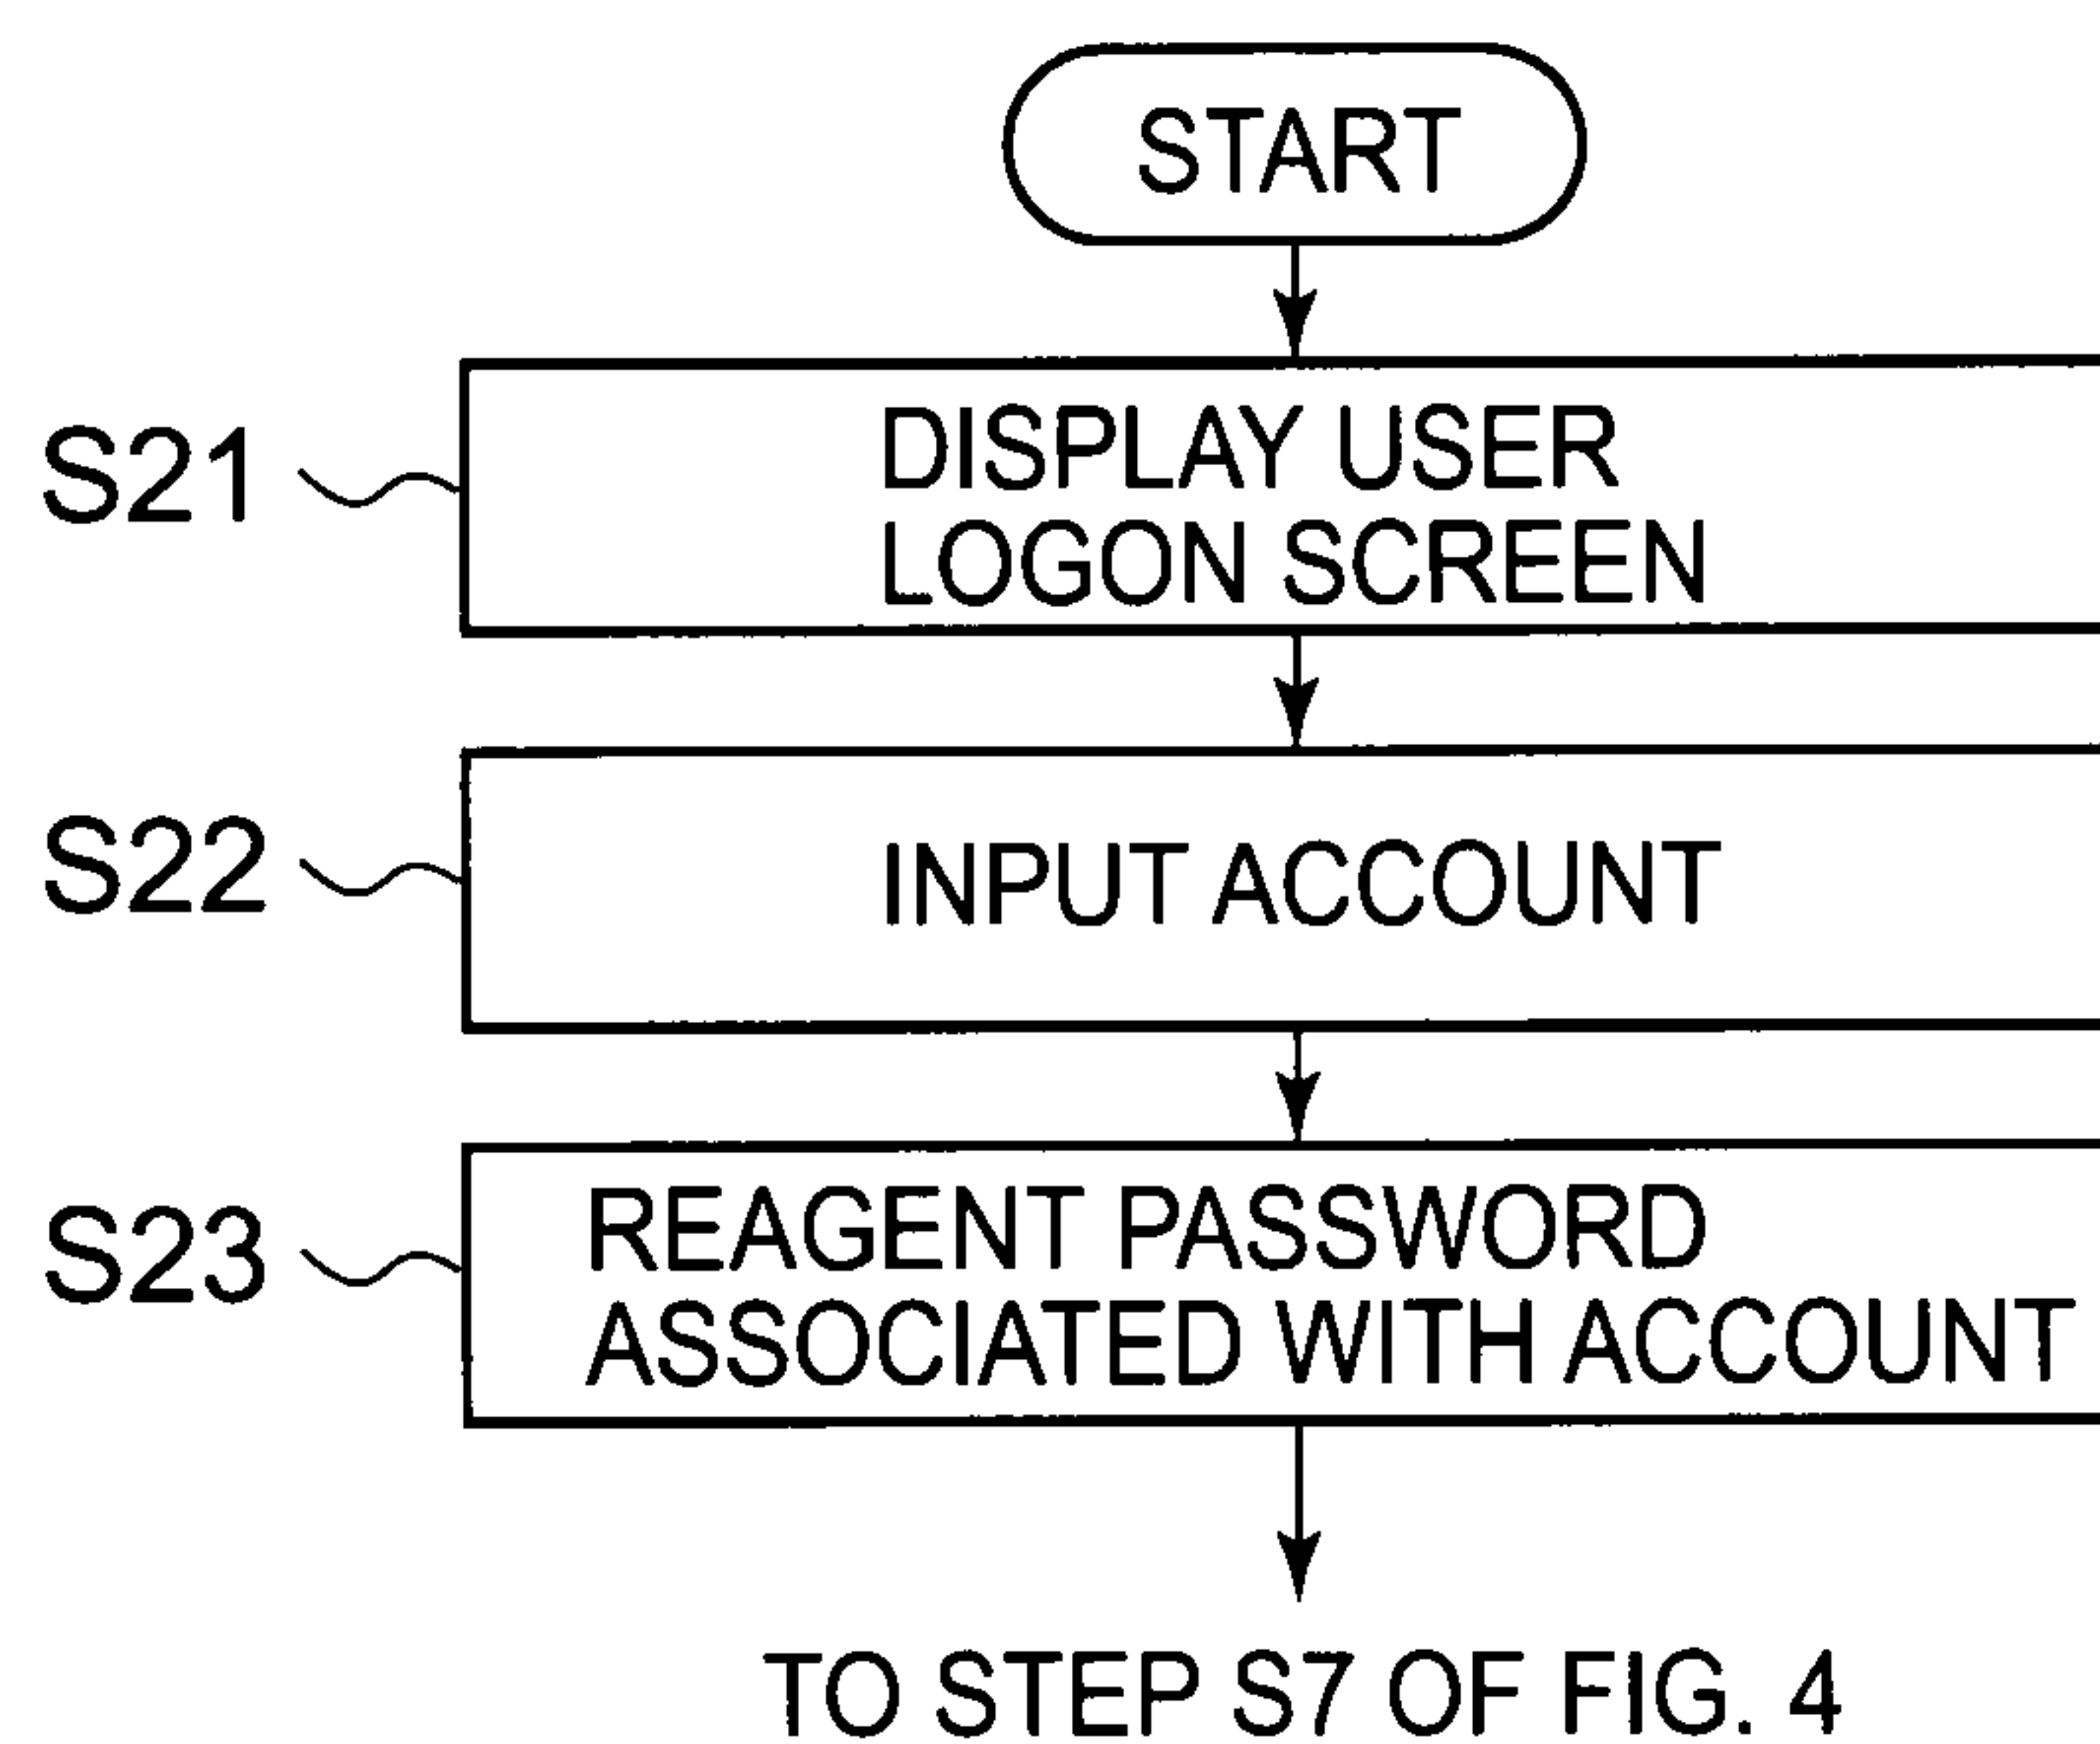 START
S21
DISPLAY USER
LOGON SCREEN
S22
INPUT ACCOUNT
S23
REAGENT PASSWORD
ASSOCIATED WITH ACCOUNT
TO STEP S7 OF FIG. 4